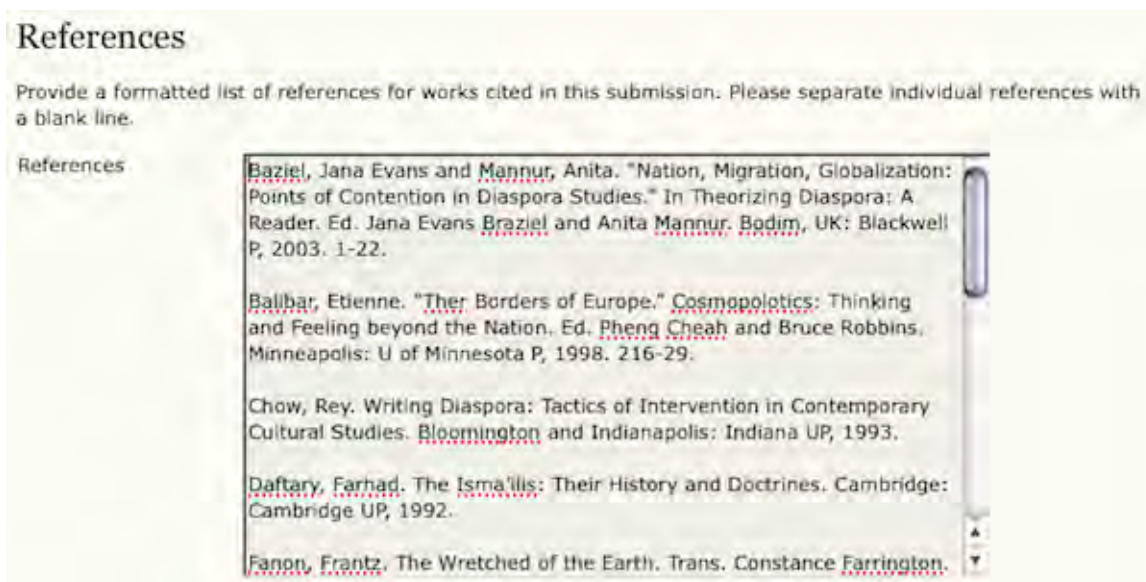 References
Provide a formatted list of references for works cited in this submission. Please separate individual references with
a blank line.
References
Baziel, Jana Evans and Mannur, Anita. "Nation, Migration, Globalization:
Points of Contention in Diaspora Studies." In Theorizing Diaspora: A
Reader. Ed. Jana Evans Braziel and Anita Mannur. Bodim, UK: Blackwell
P, 2003. 1-22.
Balibar, Etienne. "Ther Borders of Europe." Cosmopolotics: Thinking
and Feeling beyond the Nation. Ed. Pheng Cheah and Bruce Robbins.
Minneapolis: U of Minnesota P, 1998. 216-29.
Chow, Rey. Writing Diaspora: Tactics of Intervention in Contemporary
Cultural Studies. Bloomington and Indianapolis: Indiana UP, 1993.
Daftary, Farhad. The Isma'ilis: Their History and Doctrines. Cambridge:
Cambridge UP, 1992.
Fanon, Frantz. The Wretched of the Earth. Trans. Constance Farrington.